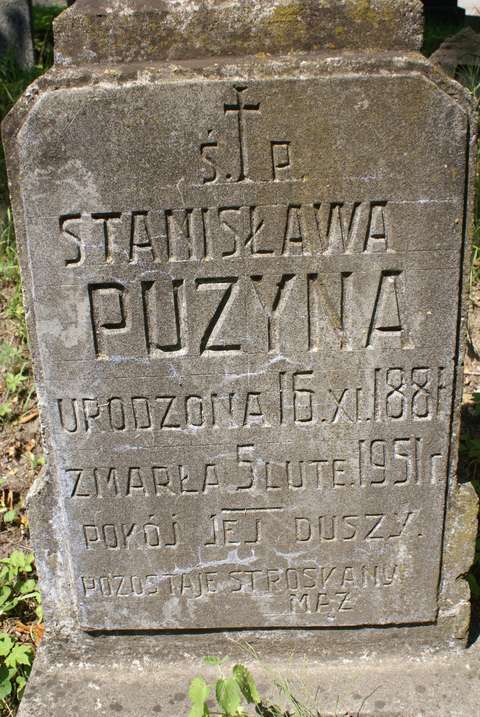 Ś. P.
STANISŁAWA
PUZYNA
URODZONA 16.XI.1881
ZMARŁA 5 LUTE.1951 r
POKÓJ JEJ DUSZY.
POZOSTAJE STROSKANY
MĄŻ